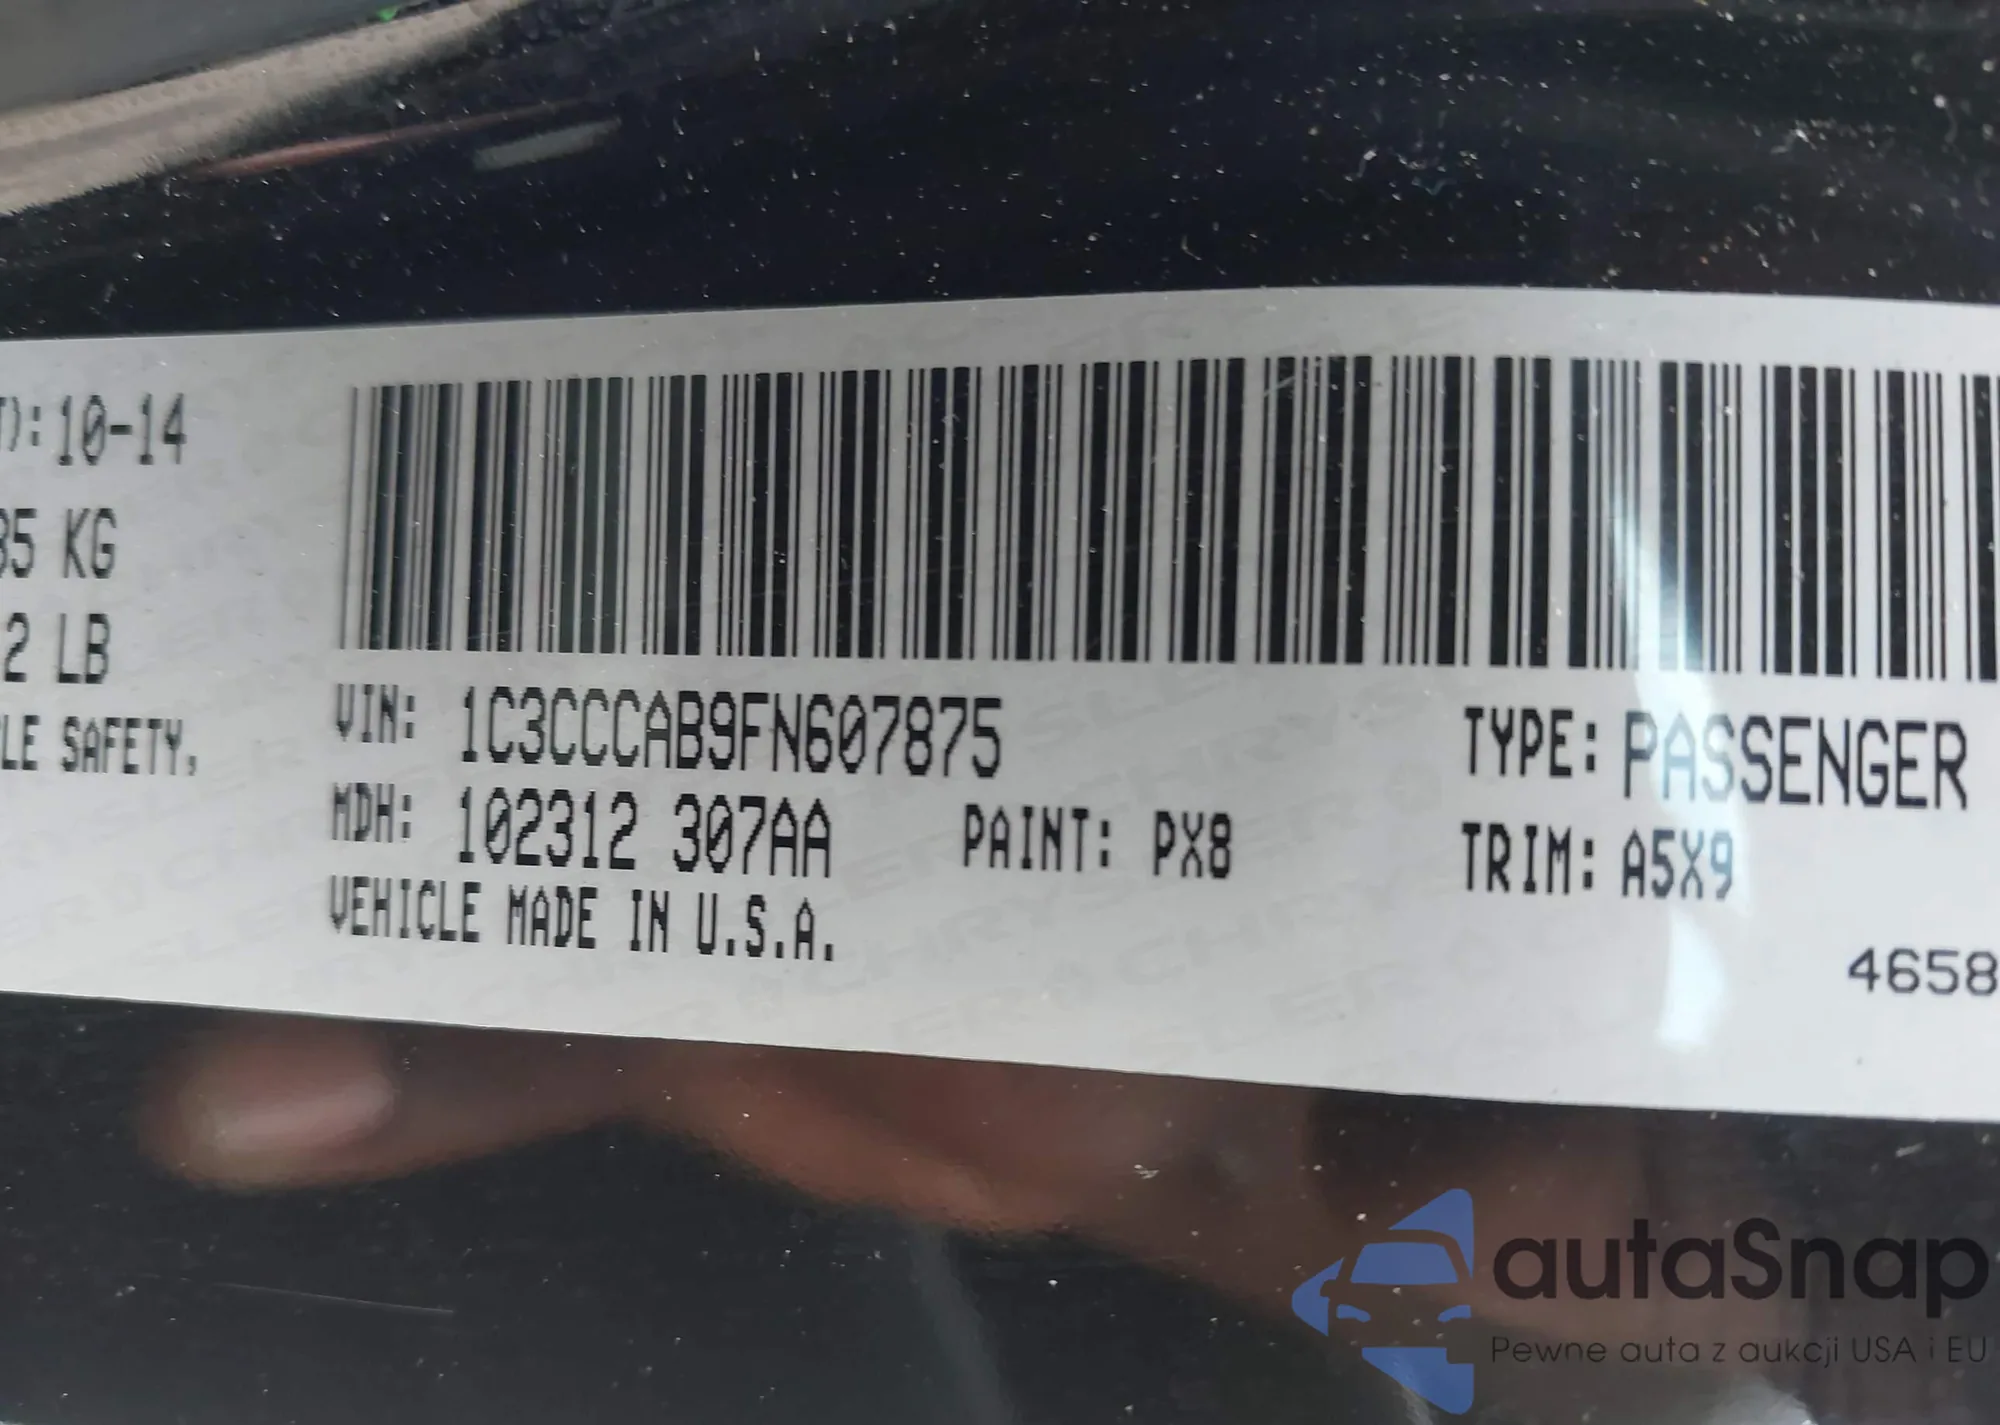 T): 10-14
35 KG
2 LB
LE SAFETY,
VIN: 1C3CCCAB9FN607875
TYPE: PASSENGER
MDH: 102312 307AA
PAINT: PX8
TRIM: A5X9
VEHICLE MADE IN U.S.A.
4658
autaSnap
Pewne auta z aukcji USA i EU